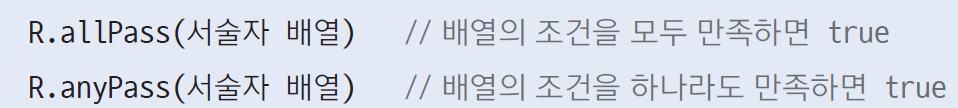 R.allPass(서술자 배열)   // 배열의 조건을 모두 만족하면 true
R.anyPass(서술자 배열)   // 배열의 조건을 하나라도 만족하면 true